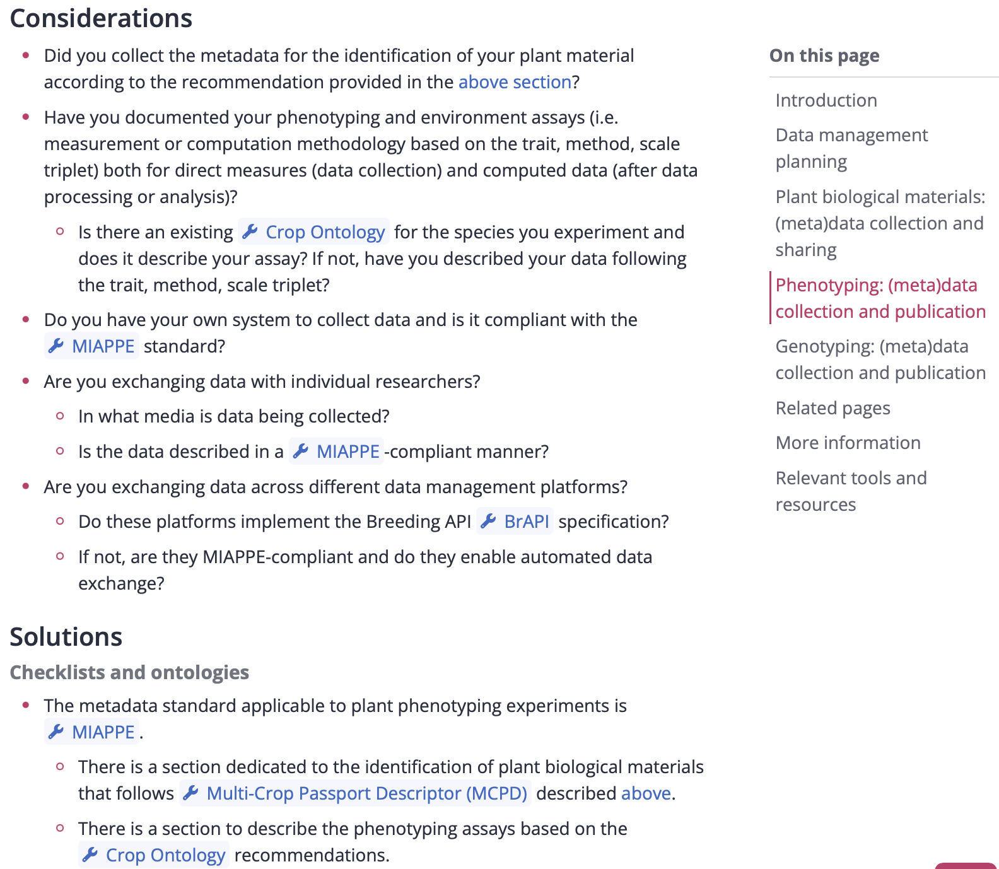 Considerations
Did you collect the metadata for the identification of your plant material
according to the recommendation provided in the above section?
Have you documented your phenotyping and environment assays (i.e.
measurement or computation methodology based on the trait, method, scale
triplet) both for direct measures (data collection) and computed data (after data
processing or analysis)?
Is there an existing Crop Ontology for the species you experiment and
does it describe your assay? If not, have you described your data following
the trait, method, scale triplet?
Do you have your own system to collect data and is it compliant with the
MIAPPE standard?
Are you exchanging data with individual researchers?
In what media is data being collected?
Is the data described in a MIAPPE -compliant manner?
Are you exchanging data across different data management platforms?
Do these platforms implement the Breeding API BrAPI specification?
If not, are they MIAPPE-compliant and do they enable automated data
exchange?
Solutions
Checklists and ontologies
The metadata standard applicable to plant phenotyping experiments is
MIAPPE .
There is a section dedicated to the identification of plant biological materials
that follows Multi-Crop Passport Descriptor (MCPD) described above.
There is a section to describe the phenotyping assays based on the
Crop Ontology recommendations.
On this page
Introduction
Data management
planning
Plant biological materials:
(meta)data collection and
sharing
Phenotyping: (meta)data
collection and publication
Genotyping: (meta)data
collection and publication
Related pages
More information
Relevant tools and
resources